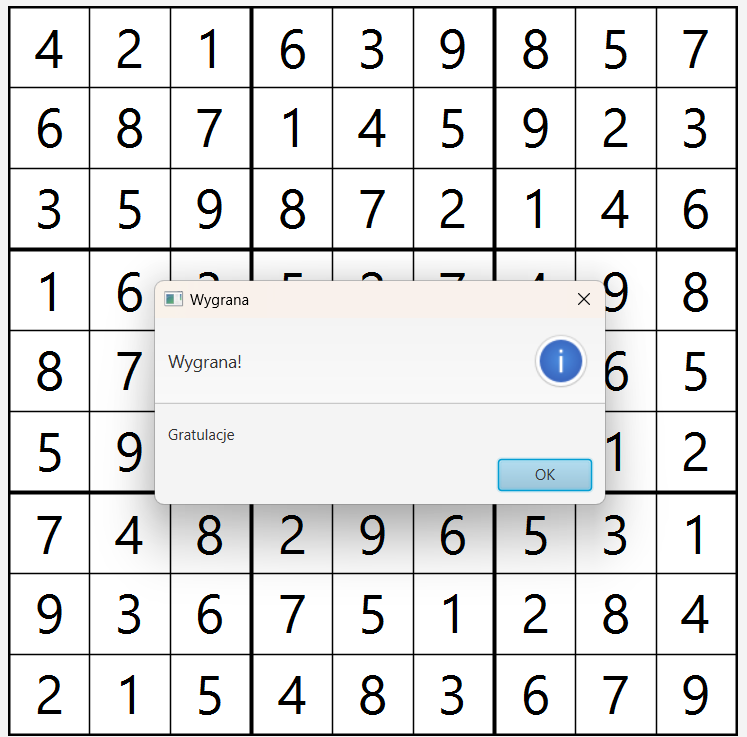 4 2 1 6 3 9 8 5 7
6 8 7 1 4 5 9 2 3
3 5 9 8 7 2 1 4 6
1 6 9 8
Wygrana
Wygrana!
8 7 6 5
Gratulacje
5 9 1 2
OK
7 4 8 2 9 6 5 3 1
9 3 6 7 5 1 2 8 4
2 1 5 4 8 3 6 7 9